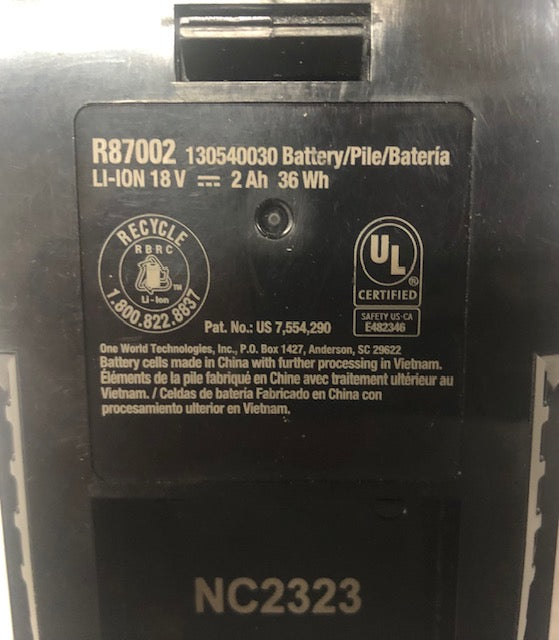 R87002 130540030 Battery/Pile/Batería
LI-ION 18 V ⎓ 2 Ah 36 Wh
RECYCLE
RBRC
Li-Ion
TM
1.800.822.8837
UL
®
CERTIFIED
SAFETY US-CA
E482346
Pat. No.: US 7,554,290
One World Technologies, Inc., P.O. Box 1427, Anderson, SC 29622
Battery cells made in China with further processing in Vietnam.
Éléments de la pile fabriqué en Chine avec traitement ultérieur au
Vietnam. / Celdas de batería Fabricado en China con
procesamiento ulterior en Vietnam.
NC2323